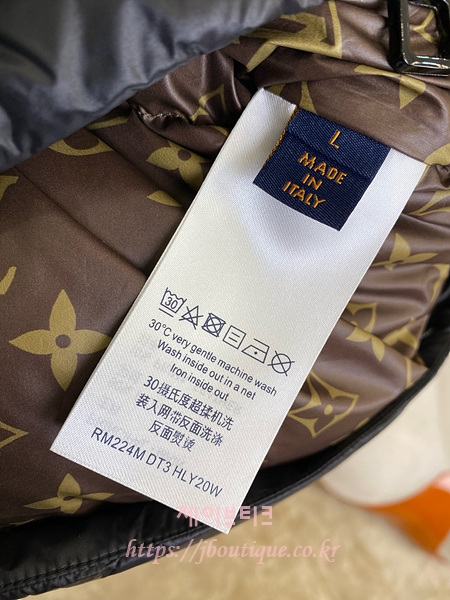 L
MADE
IN
ITALY
30
30°C very gentle machine wash
Wash inside out in a net
Iron inside out
30摄氏度超揉机洗
装入网带反面洗涤
反面熨烫
RM224M DT3 HLY20W
제이부티크
https://jboutique.co.kr